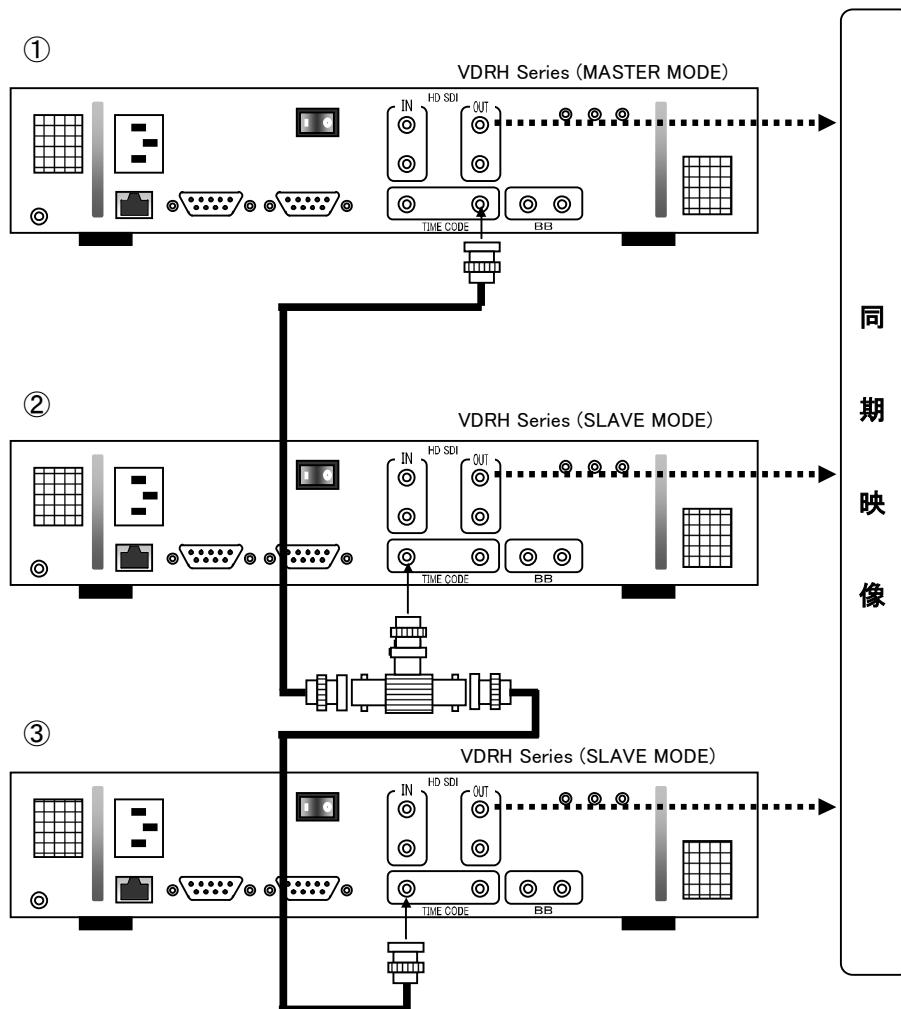 ①
VDRH Series (MASTER MODE)
IN
HD SDI
OUT
TIME CODE
BB
②
VDRH Series (SLAVE MODE)
IN
HD SDI
OUT
TIME CODE
BB
③
VDRH Series (SLAVE MODE)
IN
HD SDI
OUT
TIME CODE
BB
同期映像